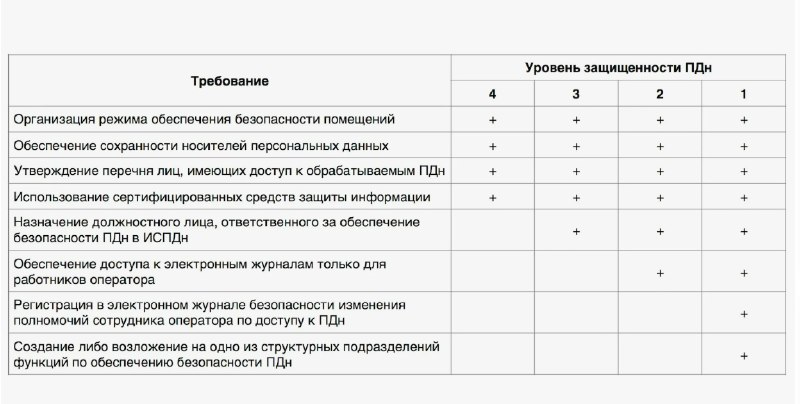 Требование
Уровень защищенности ПДн
4 3 2 1
Организация режима обеспечения безопасности помещений + + + +
Обеспечение сохранности носителей персональных данных + + + +
Утверждение перечня лиц, имеющих доступ к обрабатываемым ПДн + + + +
Использование сертифицированных средств защиты информации + + + +
Назначение должностного лица, ответственного за обеспечение
безопасности ПДн в ИСПДн + + +
Обеспечение доступа к электронным журналам только для
работников оператора + +
Регистрация в электронном журнале безопасности изменения
полномочий сотрудника оператора по доступу к ПДн +
Создание либо возложение на одно из структурных подразделений
функций по обеспечению безопасности ПДн +